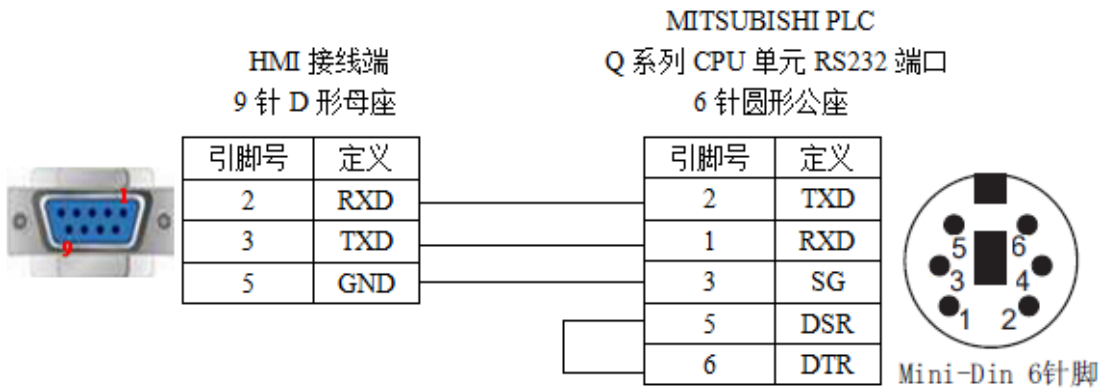 MITSUBISHI PLC
HMI 接线端
Q 系列 CPU 单元 RS232 端口
9 针 D 形母座
6 针圆形公座
引脚号 定义
2 RXD
3 TXD
5 GND
引脚号 定义
2 TXD
1 RXD
3 SG
5 DSR
6 DTR
1
9
5 6
3 4
1 2
Mini-Din 6针脚